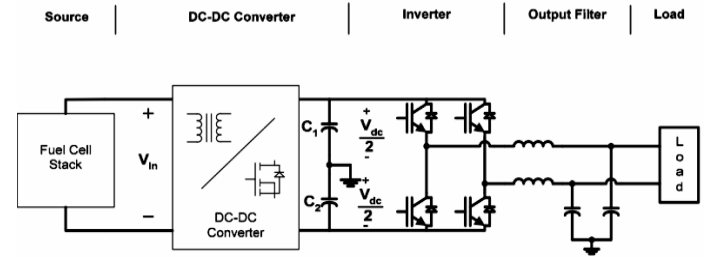 Source
DC-DC Converter
Inverter
Output Filter
Load
+
Fuel Cell
Stack
Vin
−
DC-DC
Converter
C1
C2
+
Vdc
2
-
+
Vdc
2
-
L
o
a
d